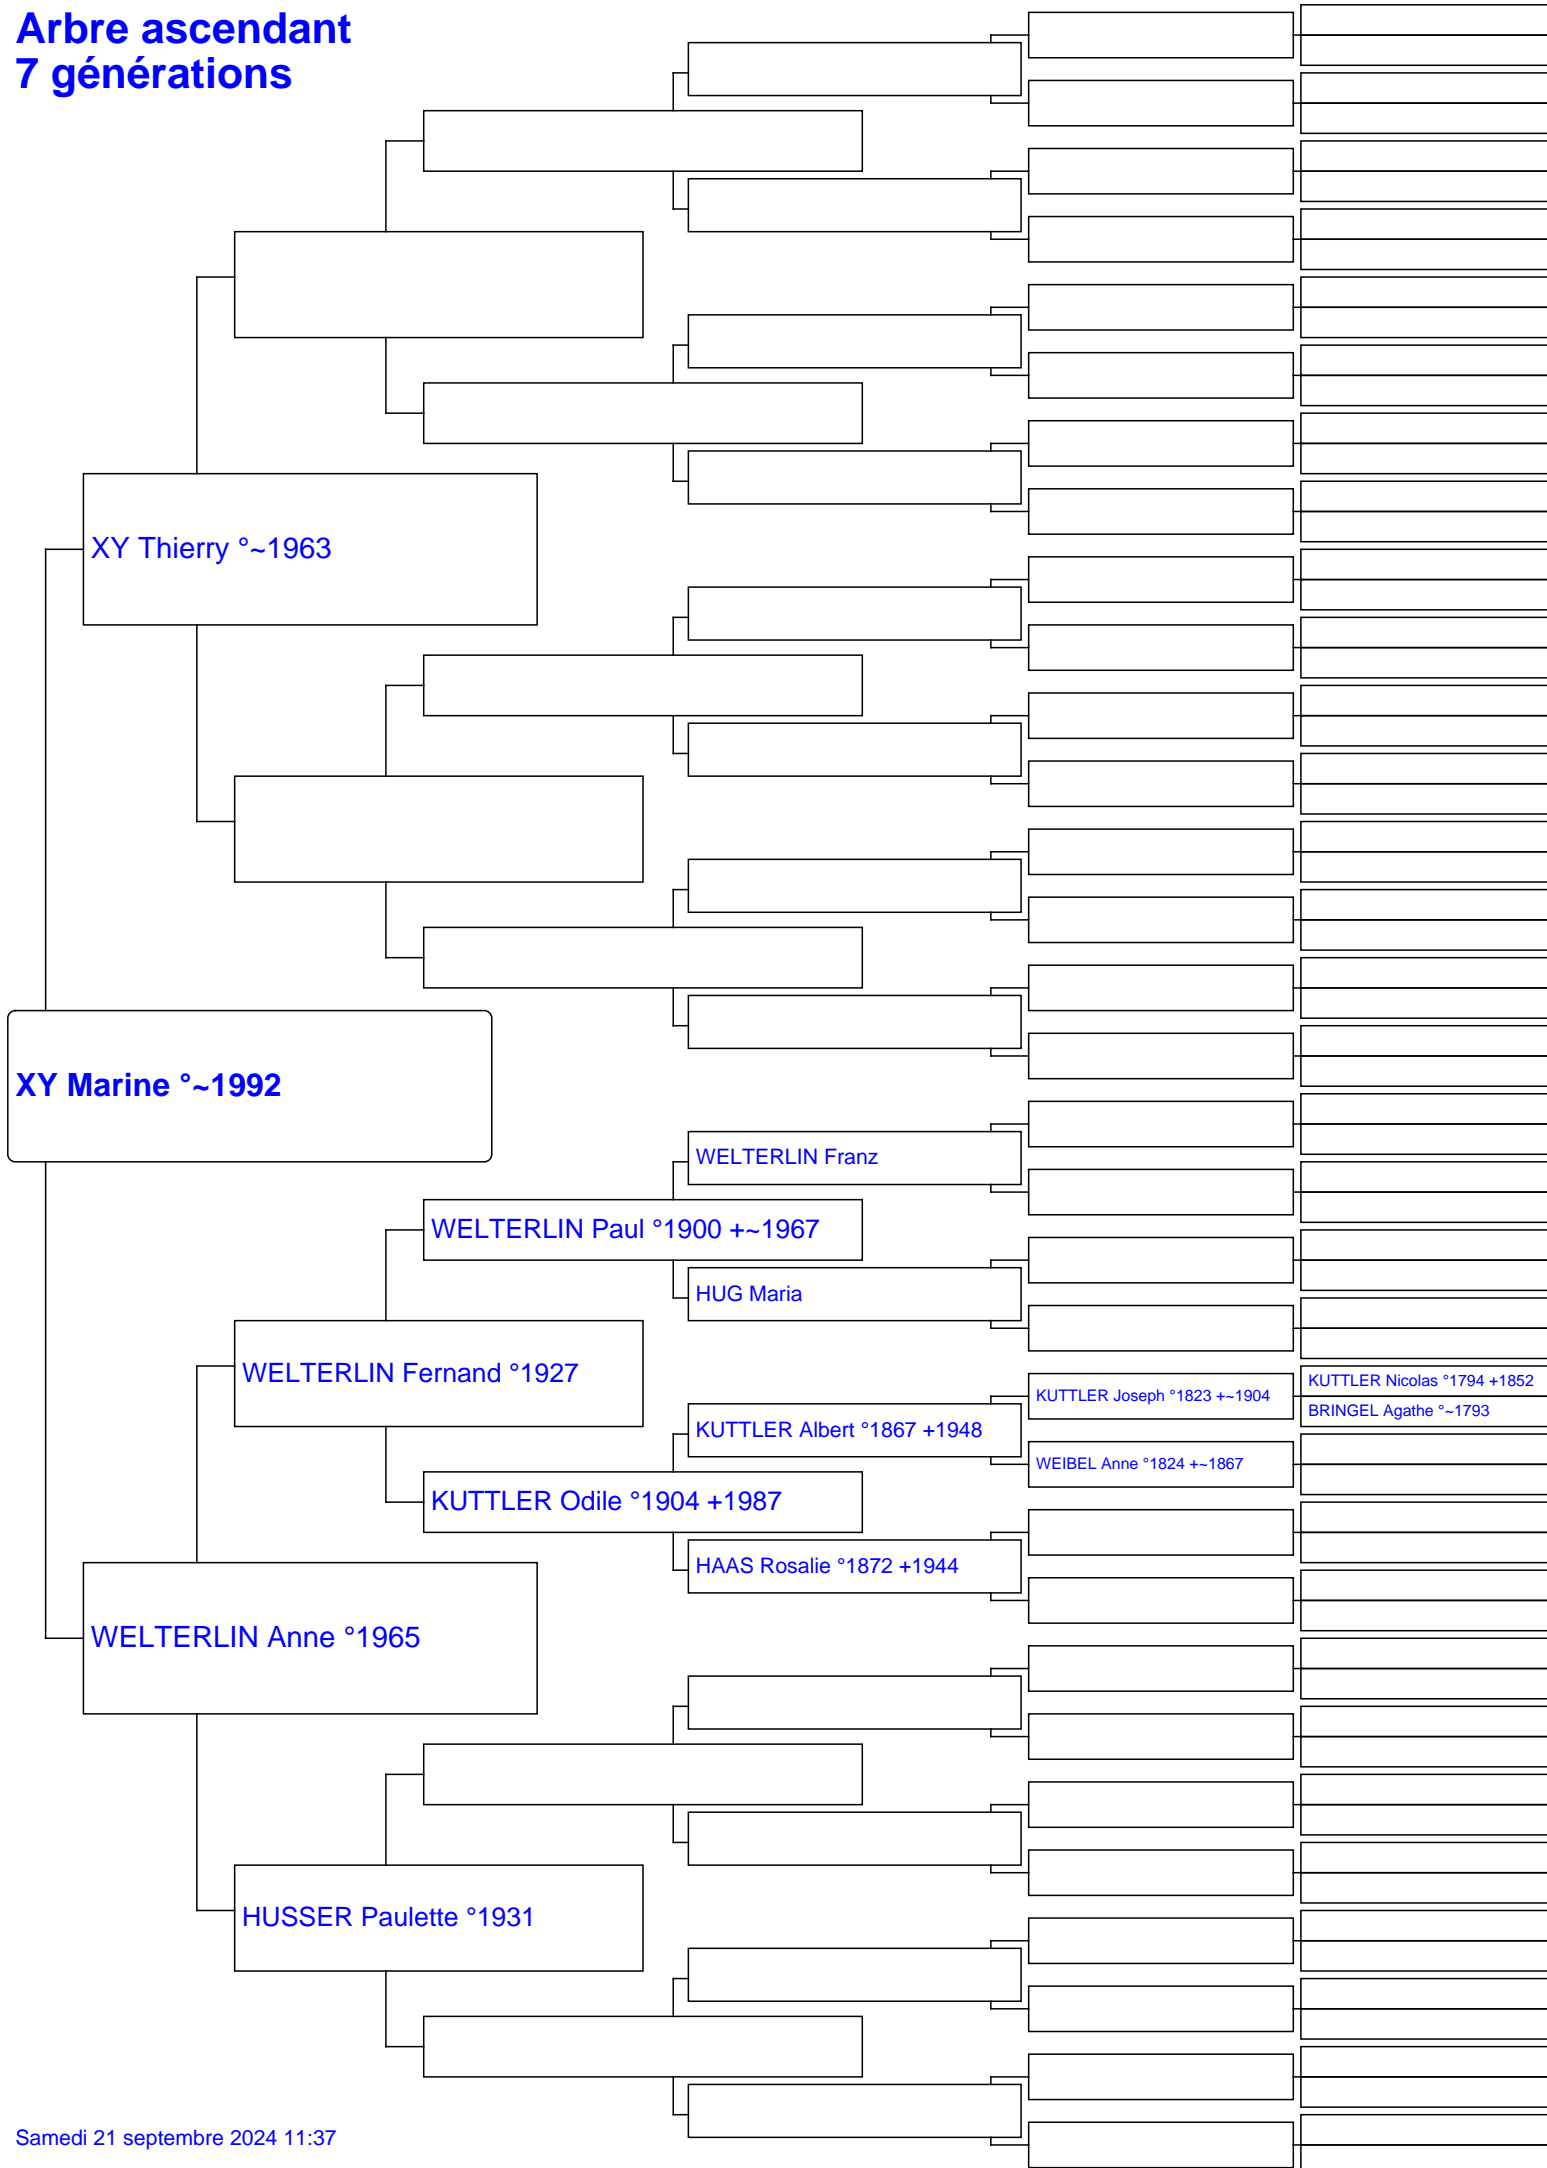 Arbre ascendant
7 générations
XY Thierry °~1963
XY Marine °~1992
WELTERLIN Franz
WELTERLIN Paul °1900 +~1967
HUG Maria
WELTERLIN Fernand °1927
KUTTLER Nicolas °1794 +1852
KUTTLER Joseph °1823 +~1904
BRINGEL Agathe °~1793
KUTTLER Albert °1867 +1948
WEIBEL Anne °1824 +~1867
KUTTLER Odile °1904 +1987
HAAS Rosalie °1872 +1944
WELTERLIN Anne °1965
HUSSER Paulette °1931
Samedi 21 septembre 2024 11:37